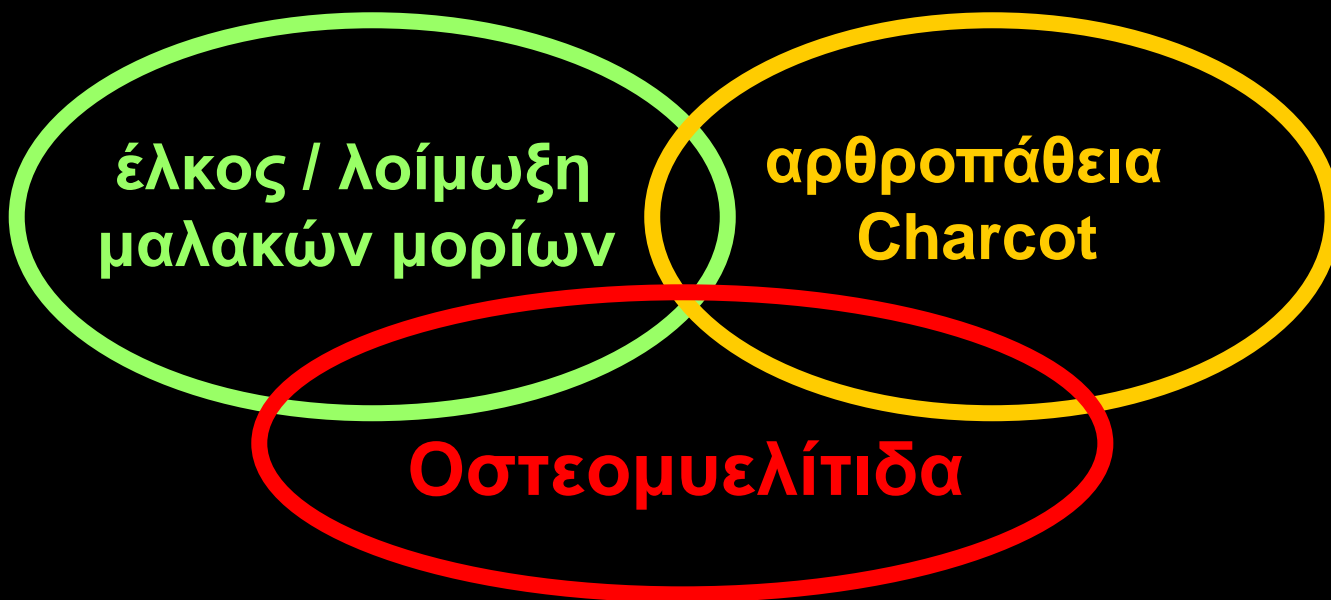 έλκος / λοίμωξη
μαλακών μορίων
αρθροπάθεια
Charcot
Οστεομυελίτιδα